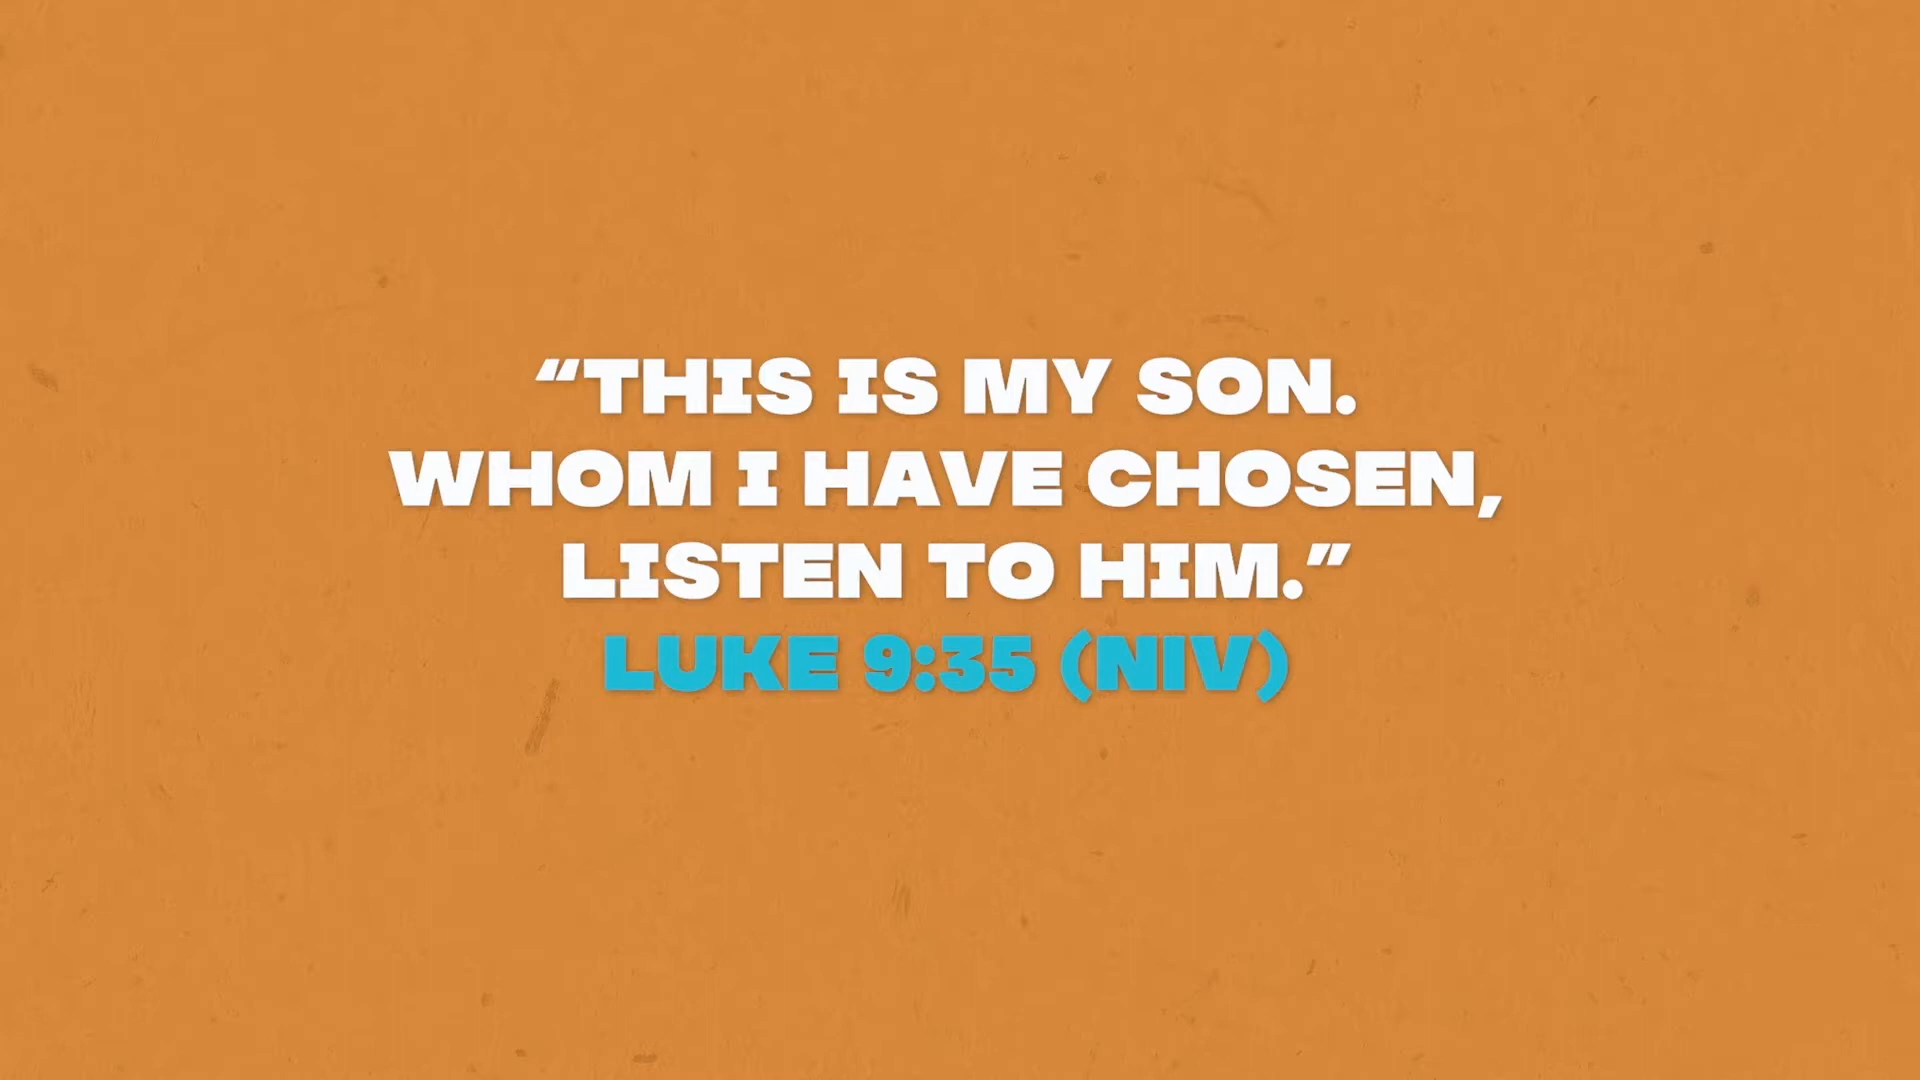 “THIS IS MY SON.
WHOM I HAVE CHOSEN,
LISTEN TO HIM.”
LUKE 9:35 (NIV)